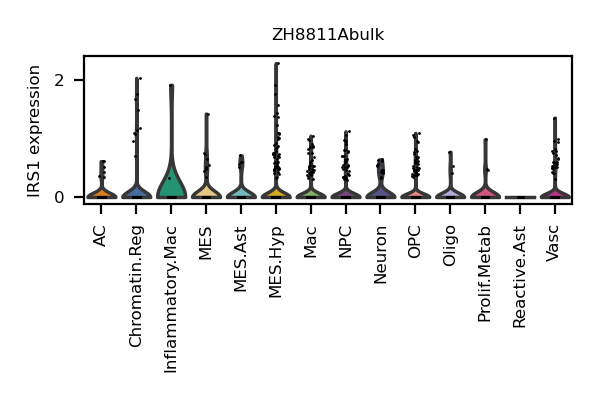 ZH8811Abulk
IRS1 expression
2
0
AC
Chromatin.Reg
Inflammatory.Mac
MES
MES.Ast
MES.Hyp
Mac
NPC
Neuron
OPC
Oligo
Prolif.Metab
Reactive.Ast
Vasc